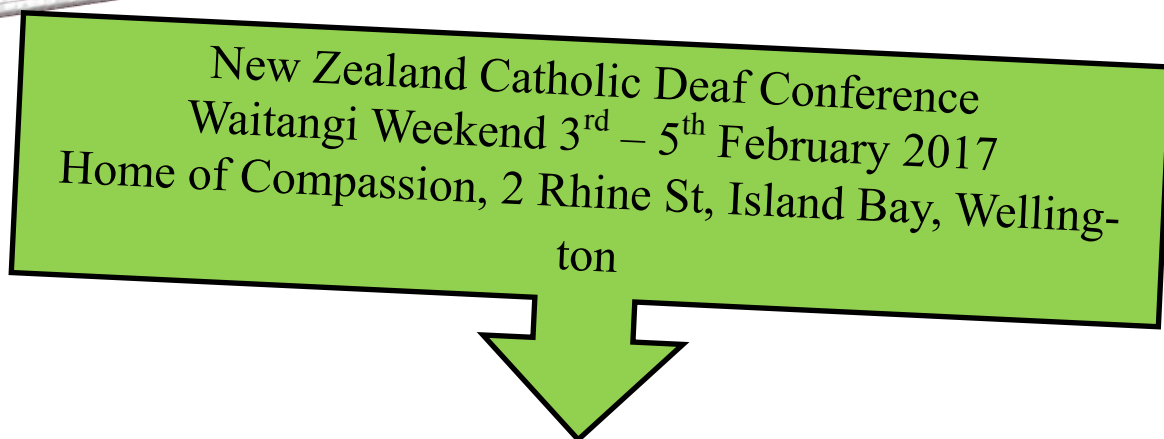 New Zealand Catholic Deaf Conference
Waitangi Weekend 3rd – 5th February 2017
Home of Compassion, 2 Rhine St, Island Bay, Welling-
ton